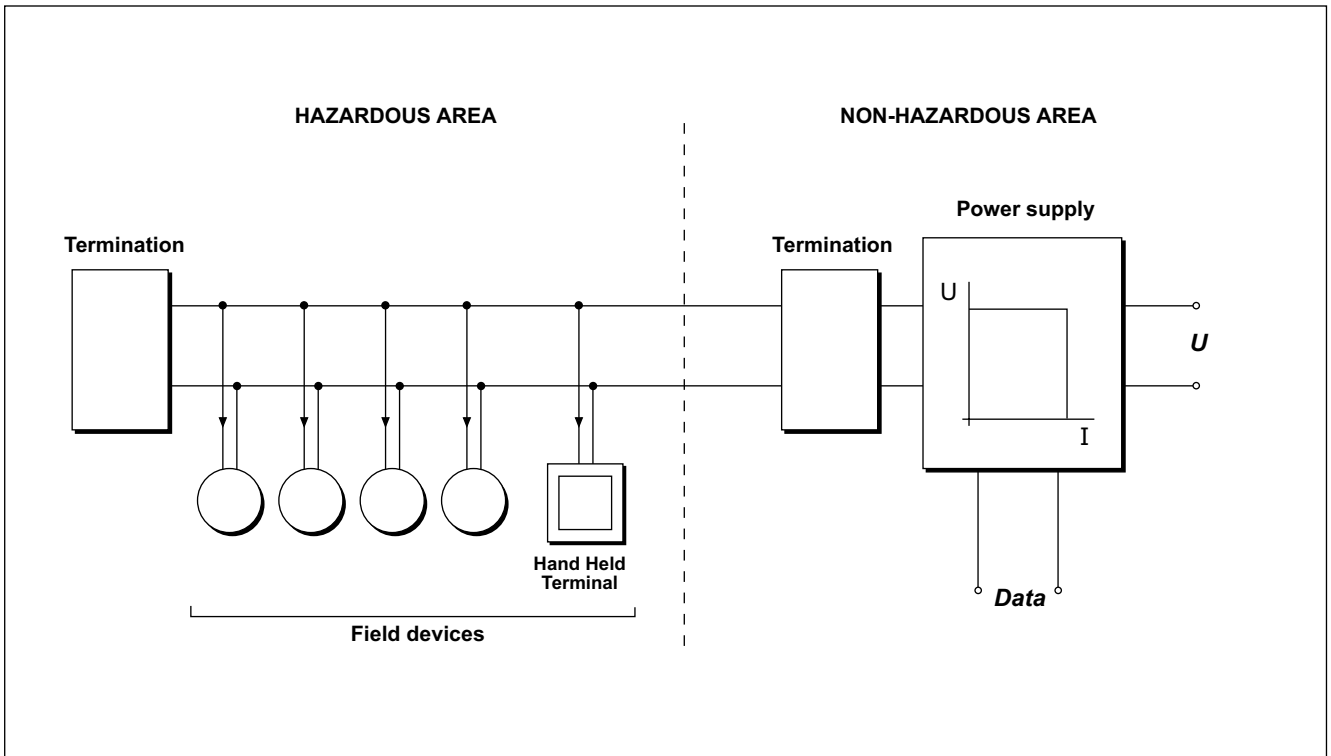 HAZARDOUS AREA
NON-HAZARDOUS AREA
Power supply
Termination
Termination
U
I
U
Hand Held
Terminal
Data
Field devices